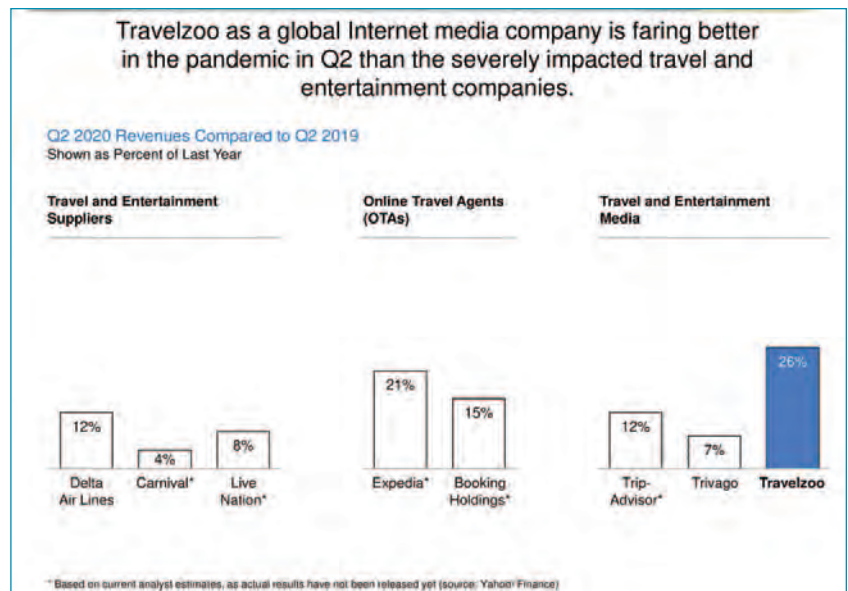 Travelzoo as a global Internet media company is faring better
in the pandemic in Q2 than the severely impacted travel and
entertainment companies.
Q2 2020 Revenues Compared to Q2 2019
Shown as Percent of Last Year
Travel and Entertainment
Suppliers
12%
4%
8%
Delta
Air Lines
Carnival*
Live
Nation*
Online Travel Agents
(OTAs)
21%
15%
Expedia*
Booking
Holdings*
Travel and Entertainment
Media
12%
7%
26%
Trip-
Advisor*
Trivago
Travelzoo
* Based on current analyst estimates, as actual results have not been released yet (source: Yahoo! Finance)